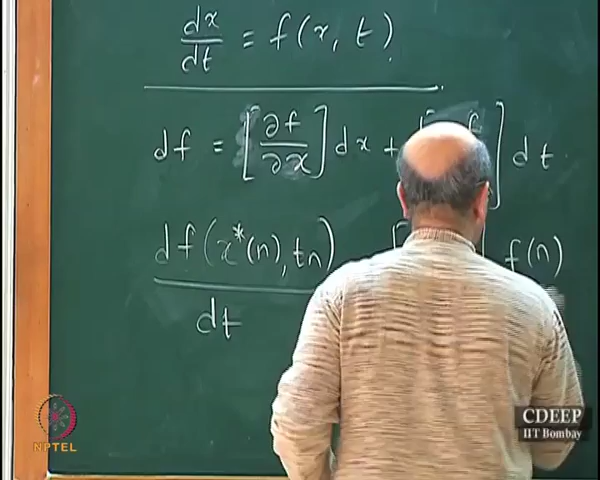 dx/dt = f(x, t)
df = [∂f/∂x] dx + [ ] dt
df(x*(n), tn)/dt [ f(n)
NPTEL
CDEEP
IIT Bombay